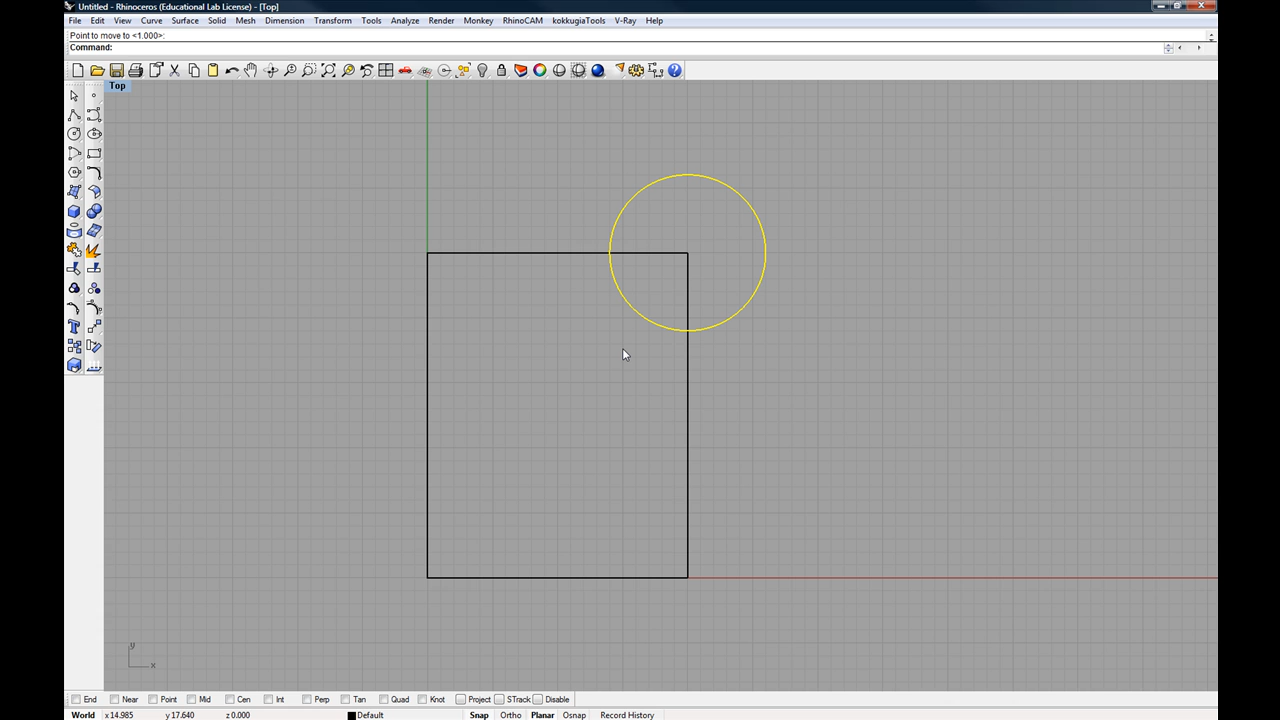 Untitled - Rhinoceros (Educational Lab License) - [Top]
File Edit View Curve Surface Solid Mesh Dimension Transform Tools Analyze Render Monkey RhinoCAM kokkugiaTools V-Ray Help
Point to move to <1.000>:
Command:
Top
y
x
End Near Point Mid Cen Int Perp Tan Quad Knot Project STrack Disable
World x 14.985 y 17.640 z 0.000 Default Snap Ortho Planar Osnap Record History